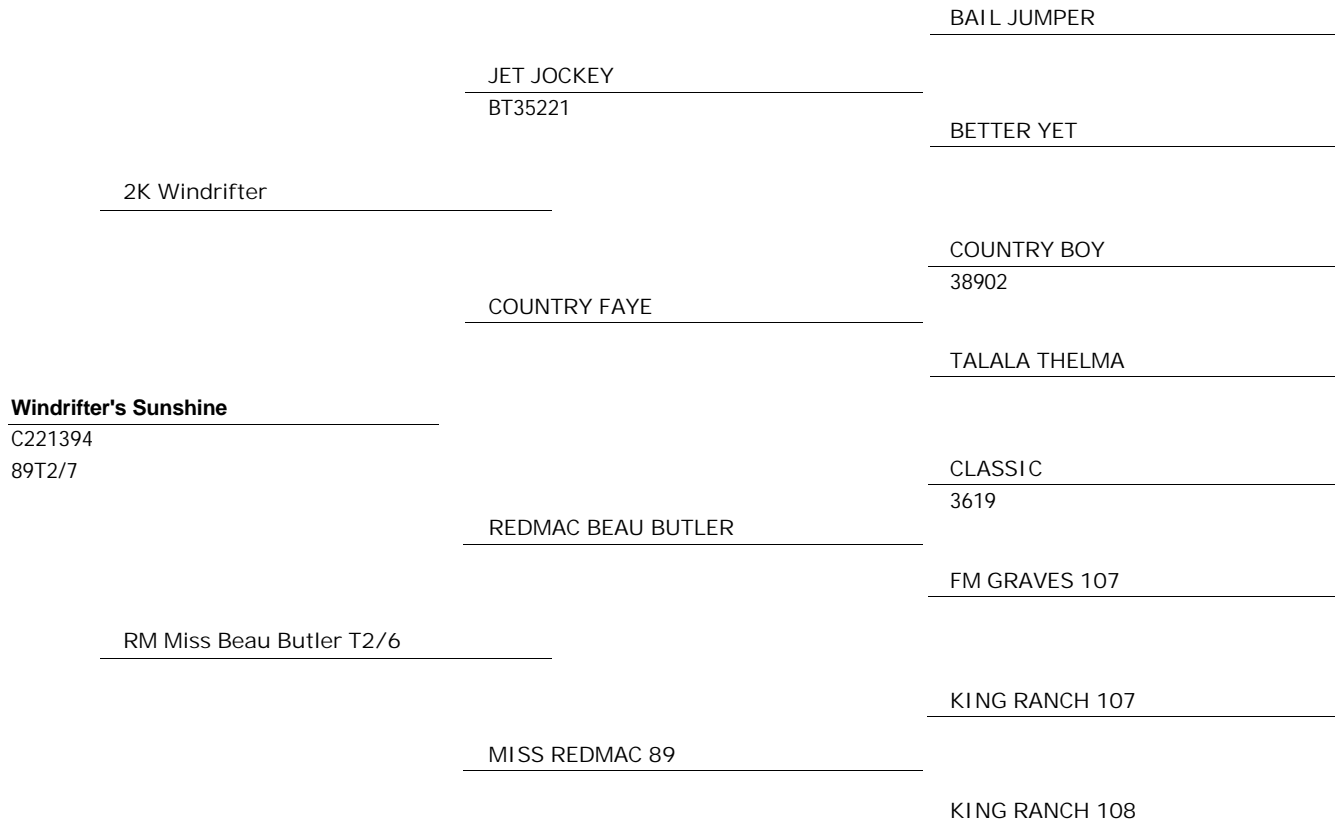 BAIL JUMPER
JET JOCKEY
BT35221
BETTER YET
2K Windrifter
COUNTRY BOY
38902
COUNTRY FAYE
TALALA THELMA
Windrifter's Sunshine
C221394
89T2/7
CLASSIC
3619
REDMAC BEAU BUTLER
FM GRAVES 107
RM Miss Beau Butler T2/6
KING RANCH 107
MISS REDMAC 89
KING RANCH 108